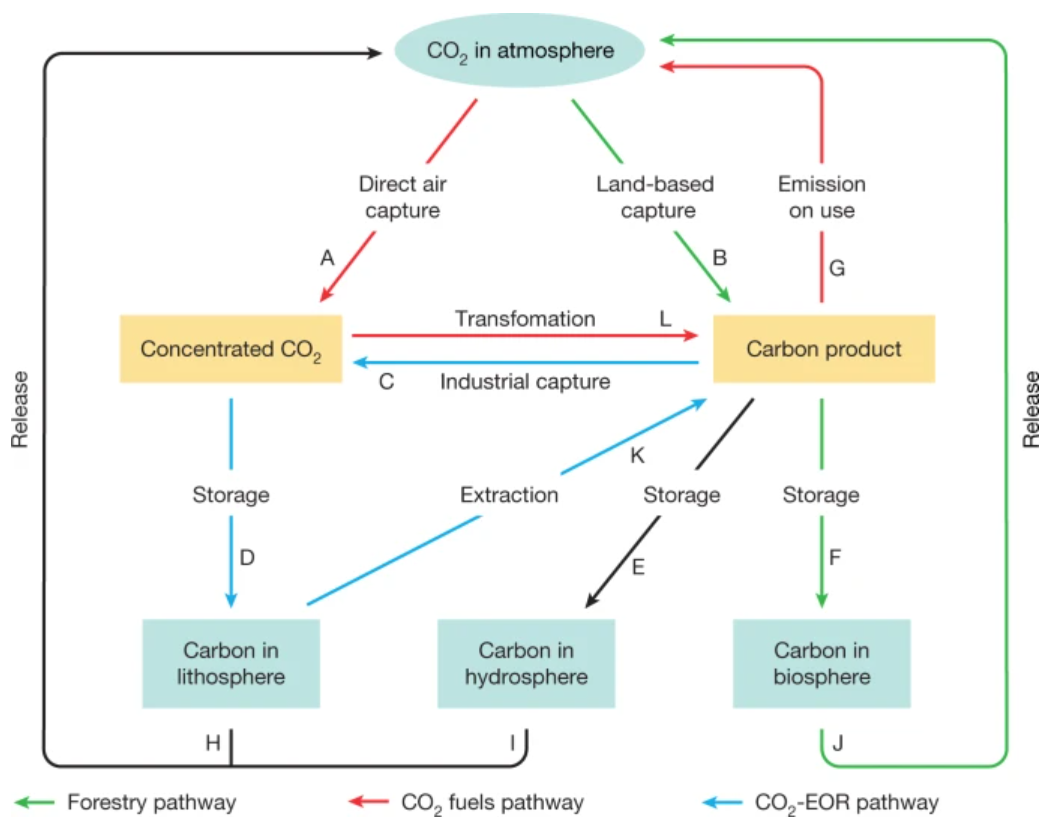 CO₂ in atmosphere
Direct air
capture
Land-based
capture
Emission
on use
A
B
G
Concentrated CO₂
Transfomation
L
Carbon product
C
Industrial capture
Release
Release
K
Storage
Extraction
Storage
Storage
D
E
F
Carbon in
lithosphere
Carbon in
hydrosphere
Carbon in
biosphere
H
I
J
Forestry pathway
CO₂ fuels pathway
CO₂-EOR pathway